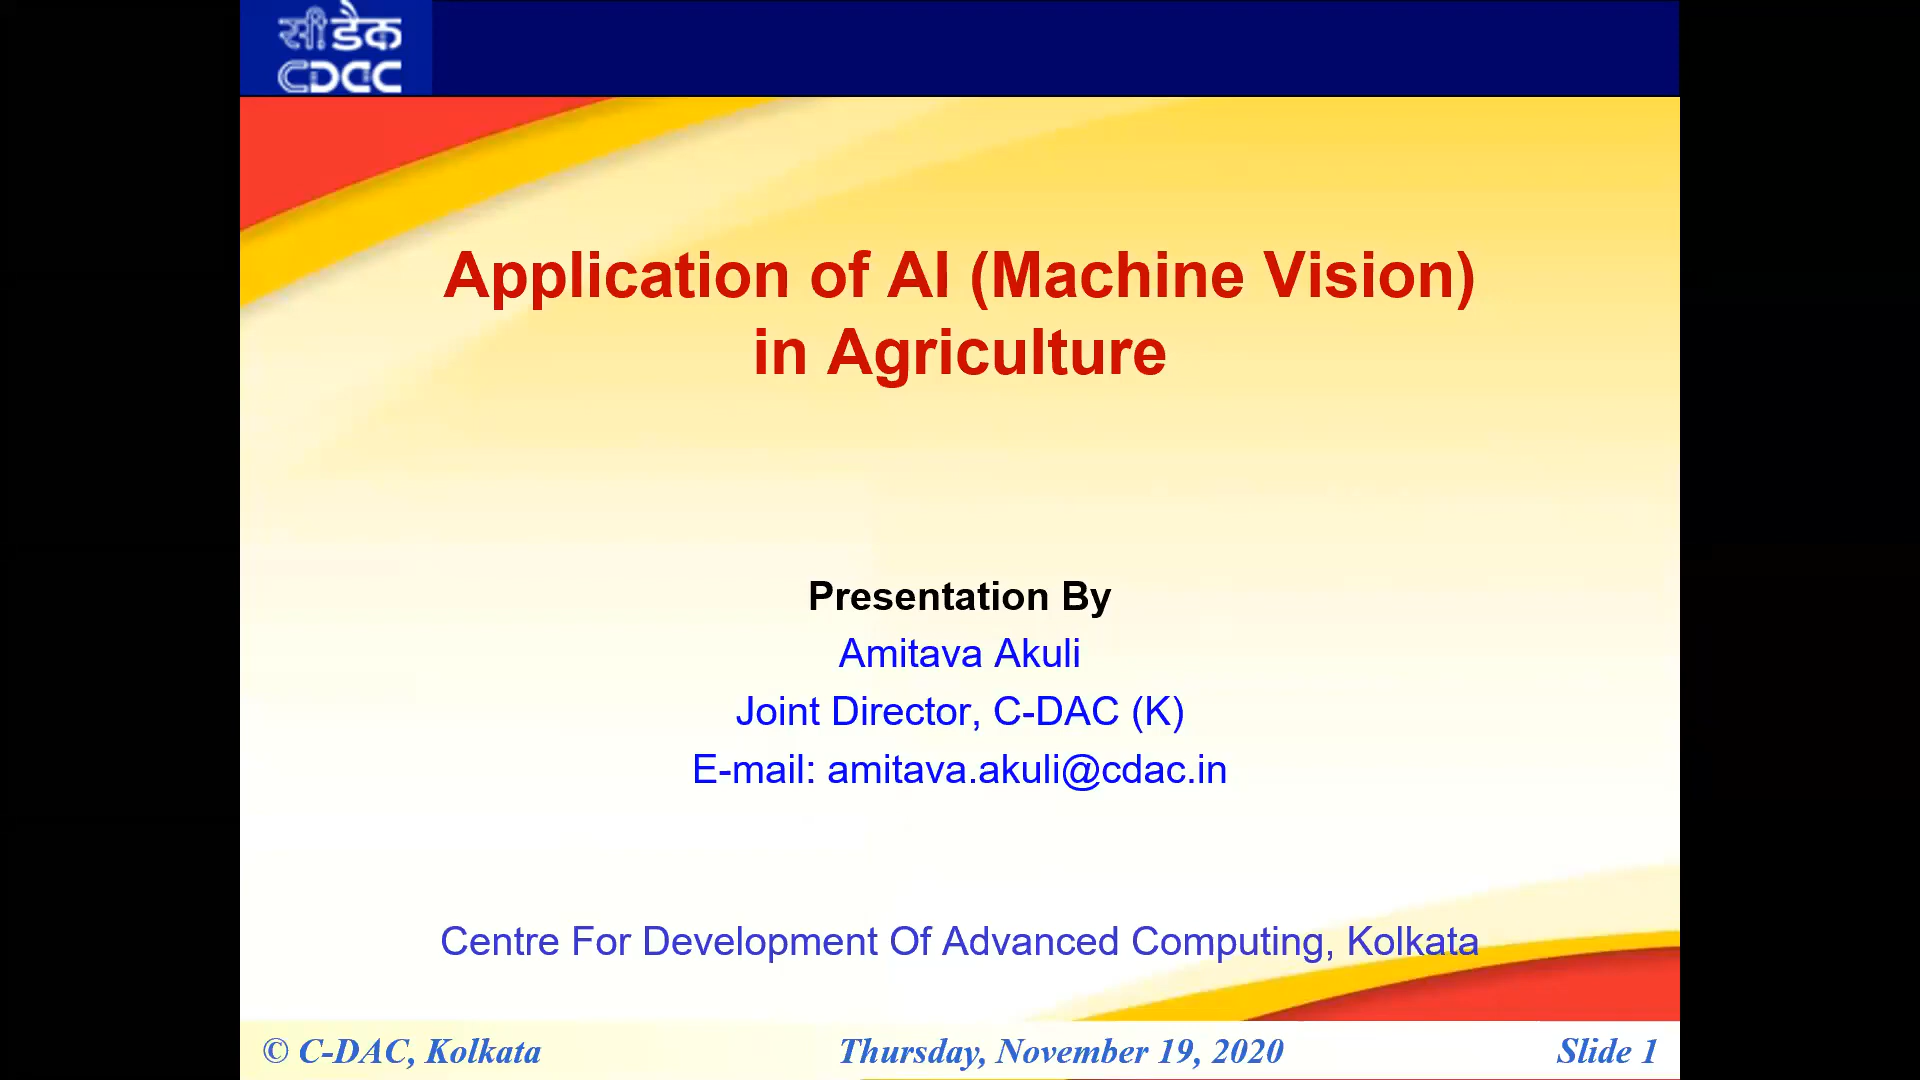 सीडैक
CDAC
Application of AI (Machine Vision)
in Agriculture
Presentation By
Amitava Akuli
Joint Director, C-DAC (K)
E-mail: amitava.akuli@cdac.in
Centre For Development Of Advanced Computing, Kolkata
© C-DAC, Kolkata
Thursday, November 19, 2020
Slide 1